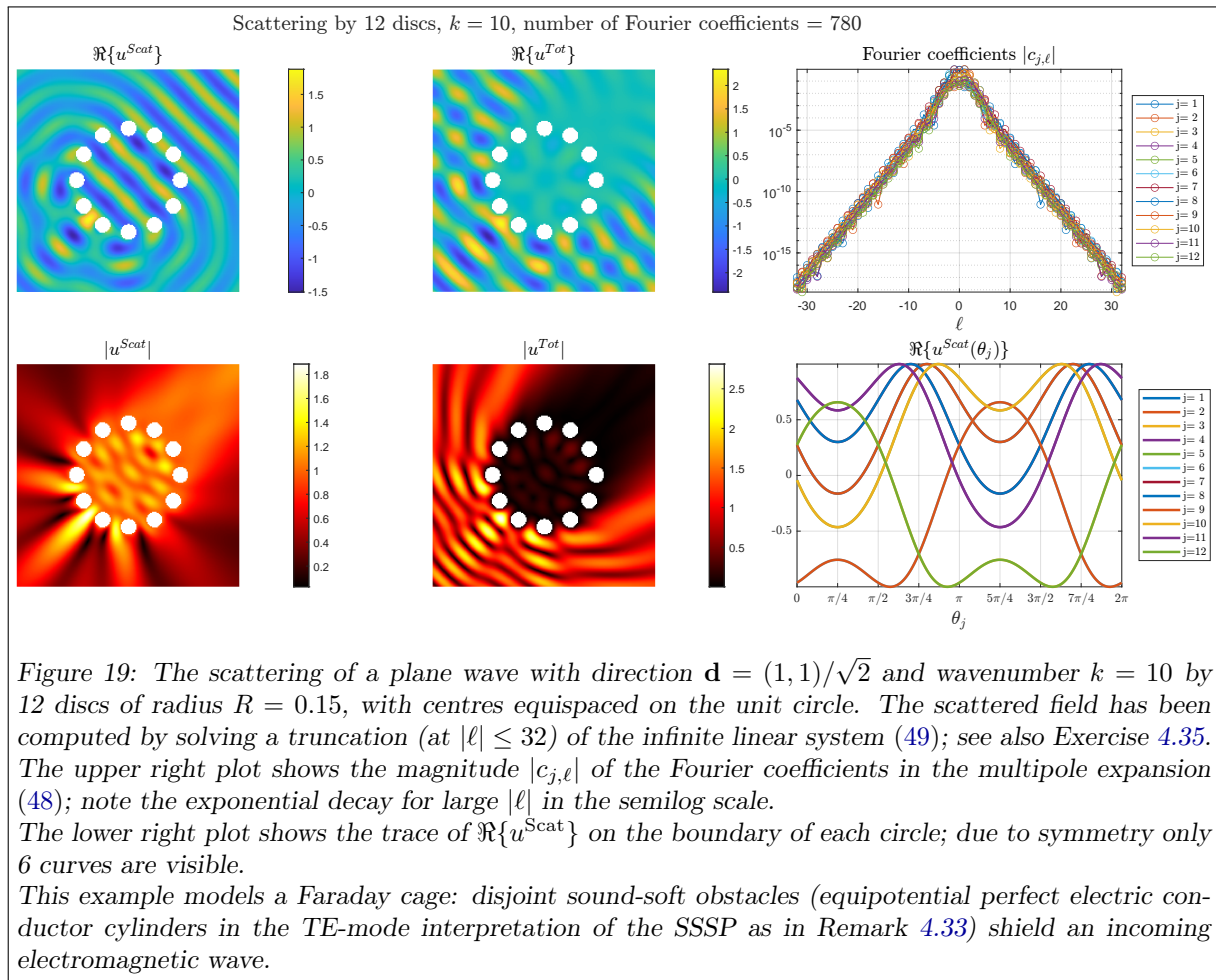 Scattering by 12 discs, k = 10, number of Fourier coefficients = 780
ℜ{u^{Scat}}
1.5
1
0.5
0
-0.5
-1
-1.5
ℜ{u^{Tot}}
2
1
0
-1
-2
Fourier coefficients |c_{j,ℓ}|
10^{-5}
10^{-10}
10^{-15}
-30 -20 -10 0 10 20 30
ℓ
j= 1
j= 2
j= 3
j= 4
j= 5
j= 6
j= 7
j= 8
j= 9
j=10
j=11
j=12
|u^{Scat}|
1.8
1.6
1.4
1.2
1
0.8
0.6
0.4
0.2
|u^{Tot}|
2.5
2
1.5
1
0.5
ℜ{u^{Scat}(θ_j)}
0.5
0
-0.5
0 π/4 π/2 3π/4 π 5π/4 3π/2 7π/4 2π
θ_j
j= 1
j= 2
j= 3
j= 4
j= 5
j= 6
j= 7
j= 8
j= 9
j=10
j=11
j=12
Figure 19: The scattering of a plane wave with direction d = (1, 1)/√2 and wavenumber k = 10 by
12 discs of radius R = 0.15, with centres equispaced on the unit circle. The scattered field has been
computed by solving a truncation (at |ℓ| ≤ 32) of the infinite linear system (49); see also Exercise 4.35.
The upper right plot shows the magnitude |c_{j,ℓ}| of the Fourier coefficients in the multipole expansion
(48); note the exponential decay for large |ℓ| in the semilog scale.
The lower right plot shows the trace of ℜ{u^{Scat}} on the boundary of each circle; due to symmetry only
6 curves are visible.
This example models a Faraday cage: disjoint sound-soft obstacles (equipotential perfect electric con-
ductor cylinders in the TE-mode interpretation of the SSSP as in Remark 4.33) shield an incoming
electromagnetic wave.